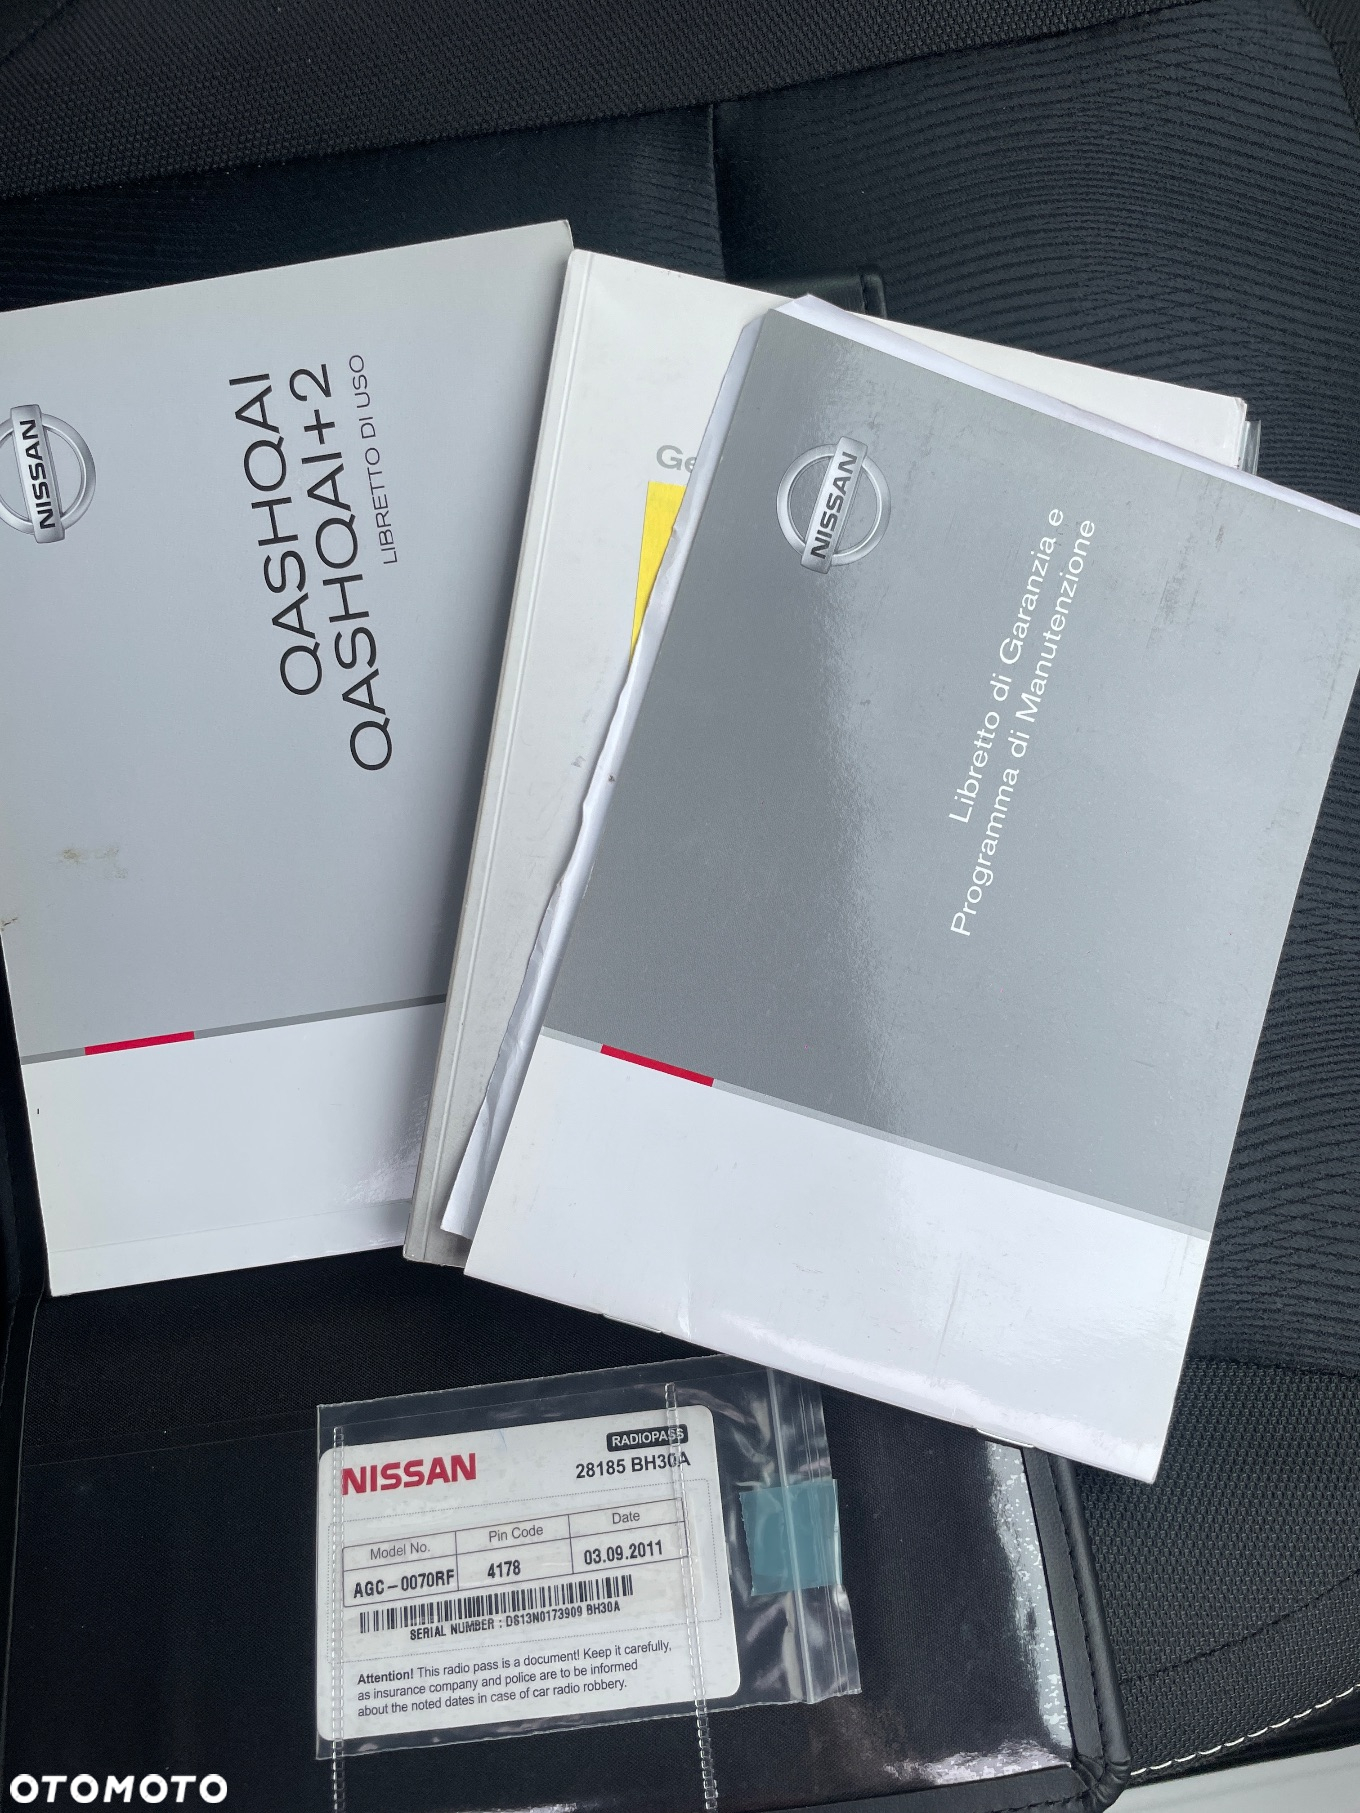 NISSAN
QASHQAI
QASHQAI+2
LIBRETTO DI USO
Ge
NISSAN
Libretto di Garanzia e
Programma di Manutenzione
NISSAN
RADIOPASS
28185 BH30A
Model No. Pin Code Date
AGC-0070RF 4178 03.09.2011
SERIAL NUMBER : DS13N0173909 BH30A
Attention! This radio pass is a document! Keep it carefully,
as insurance company and police are to be informed
about the noted dates in case of car radio robbery.
OTOMOTO